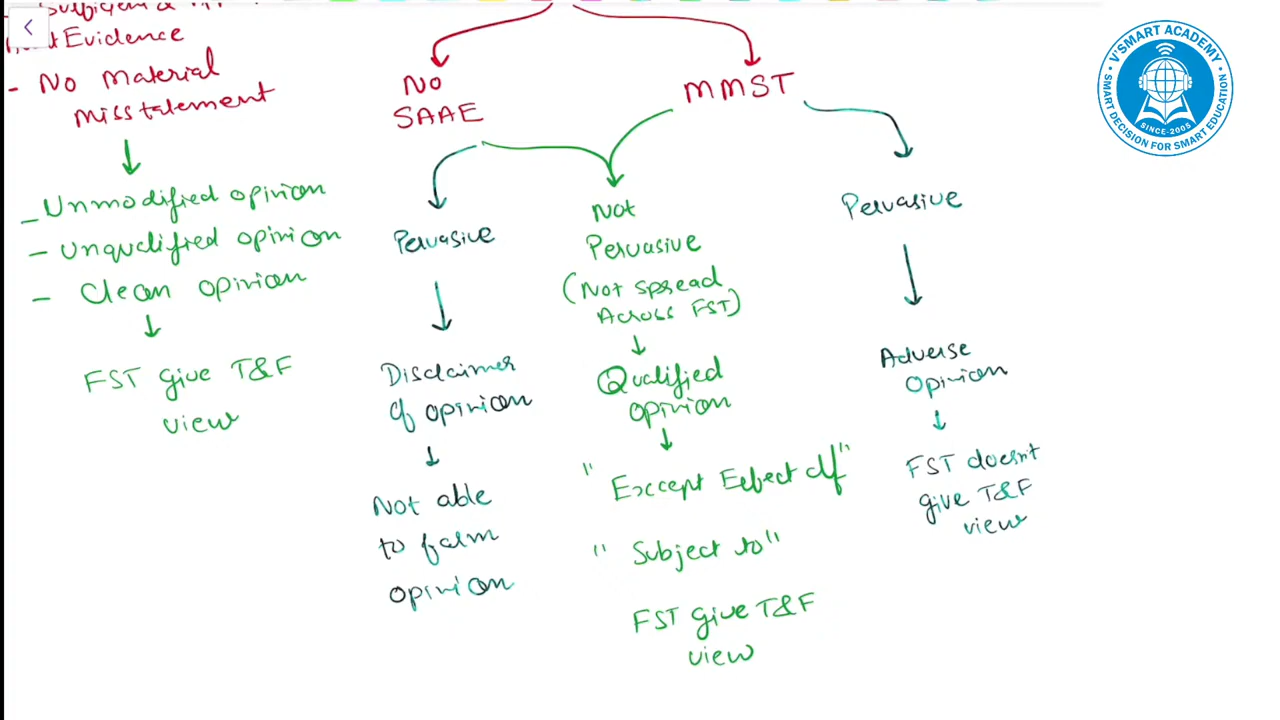 - Sufficient &
Evidence
- No Material
Misstatement
↓
- Unmodified opinion
- Unqualified opinion
- Clean opinion
↓
FST give T&F
view
No
SAAE
Pervasive
↓
Disclaimer
of opinion
↓
Not able
to form
opinion
MMST
Not
Pervasive
(Not spread
Across FST)
↓
Qualified
opinion
↓
"Except Effect of"
"Subject to"
FST give T&F
view
Pervasive
↓
Adverse
Opinion
↓
FST doesn't
give T&F
view
V'SMART ACADEMY
SINCE-2005
SMART DECISION FOR SMART EDUCATION